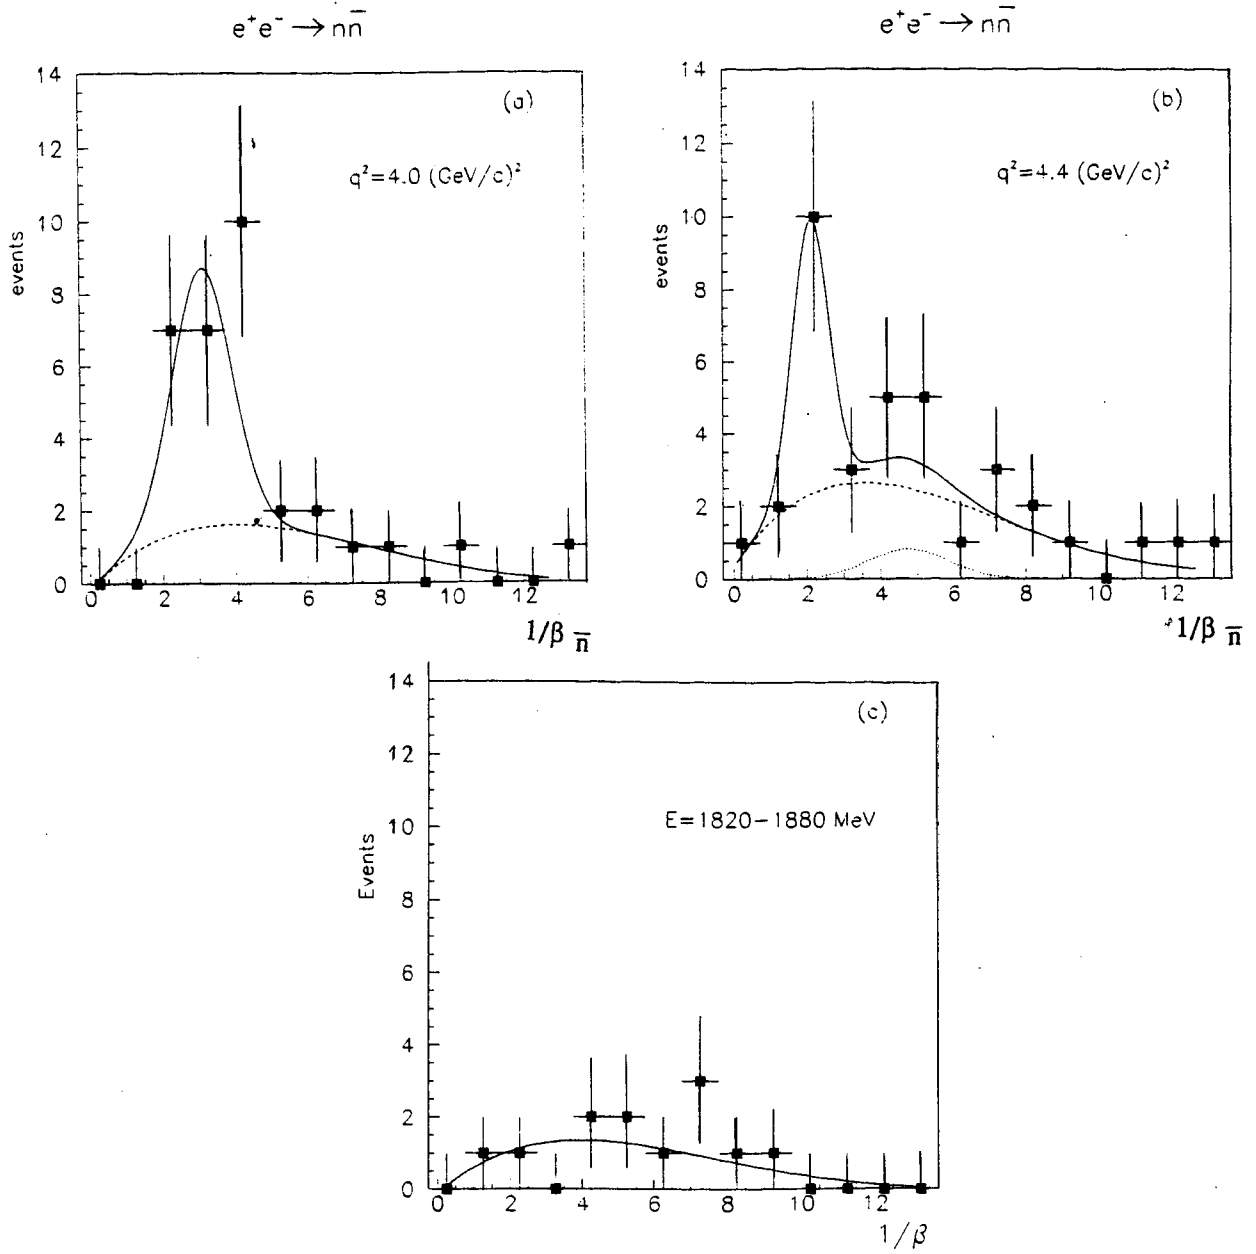 e⁺e⁻ → nn̅
e⁺e⁻ → nn̅
(a)
q²=4.0 (GeV/c)²
events
14
12
10
8
6
4
2
0
0 2 4 6 8 10 12
1/β n̅
(b)
q²=4.4 (GeV/c)²
events
14
12
10
8
6
4
2
0
0 2 4 6 8 10 12
1/β n̅
(c)
E=1820-1880 MeV
Events
14
12
10
8
6
4
2
0
0 2 4 6 8 10 12
1/β